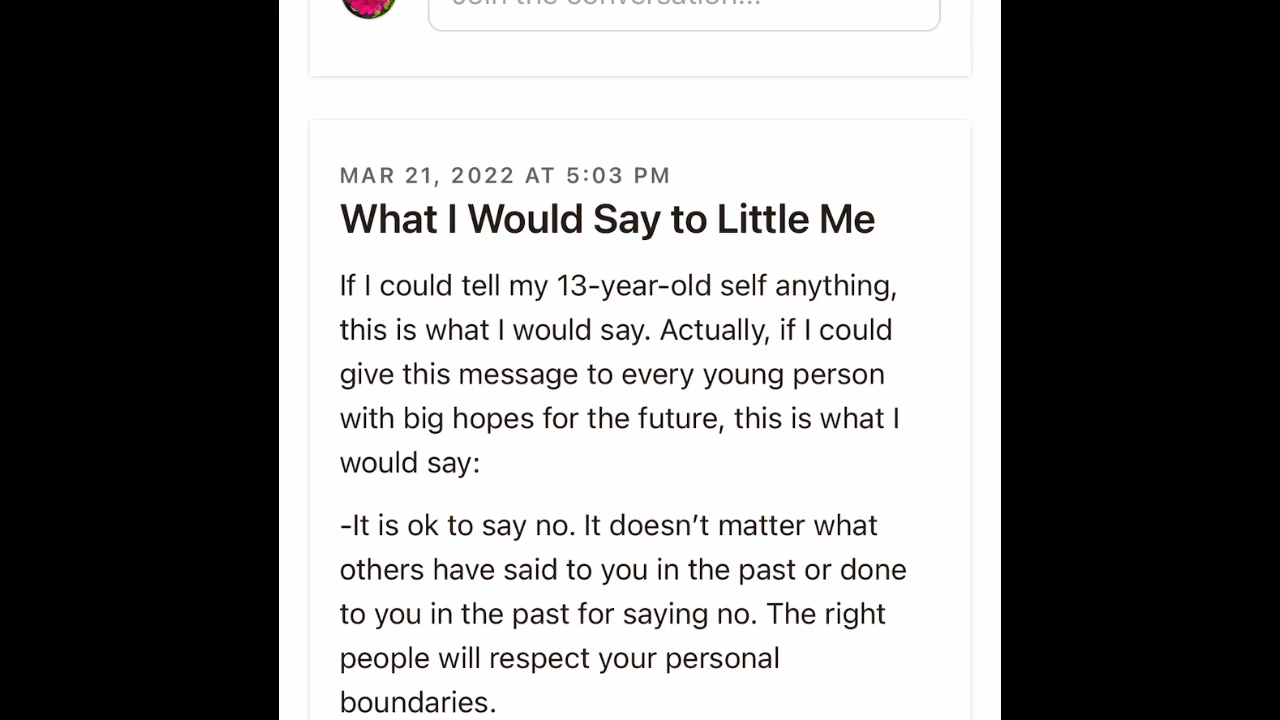 Join the conversation...
MAR 21, 2022 AT 5:03 PM
What I Would Say to Little Me
If I could tell my 13-year-old self anything,
this is what I would say. Actually, if I could
give this message to every young person
with big hopes for the future, this is what I
would say:
-It is ok to say no. It doesn’t matter what
others have said to you in the past or done
to you in the past for saying no. The right
people will respect your personal
boundaries.